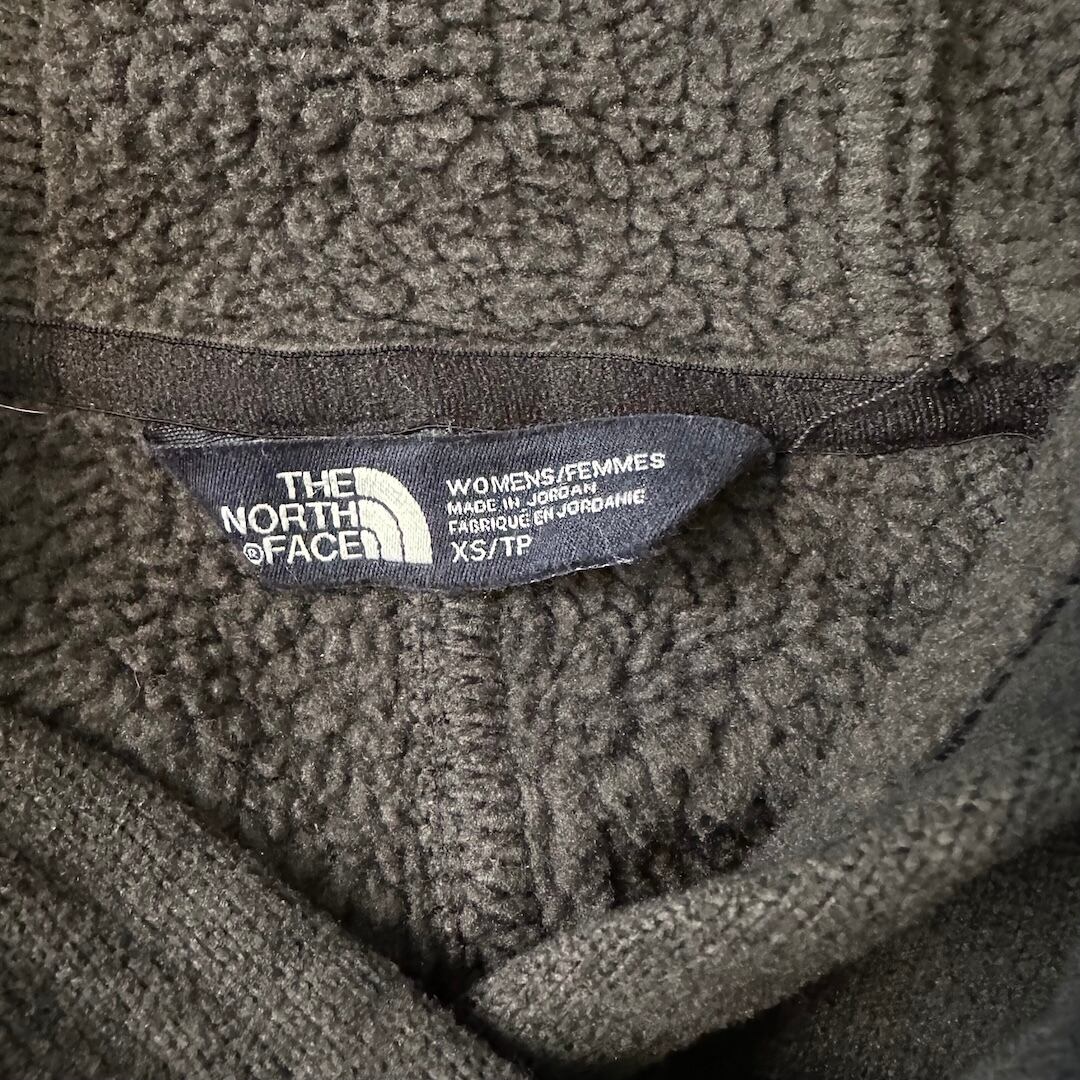 THE
NORTH
®FACE
WOMENS/FEMMES
MADE IN JORDAN
FABRIQUÉ EN JORDANIE
XS/TP